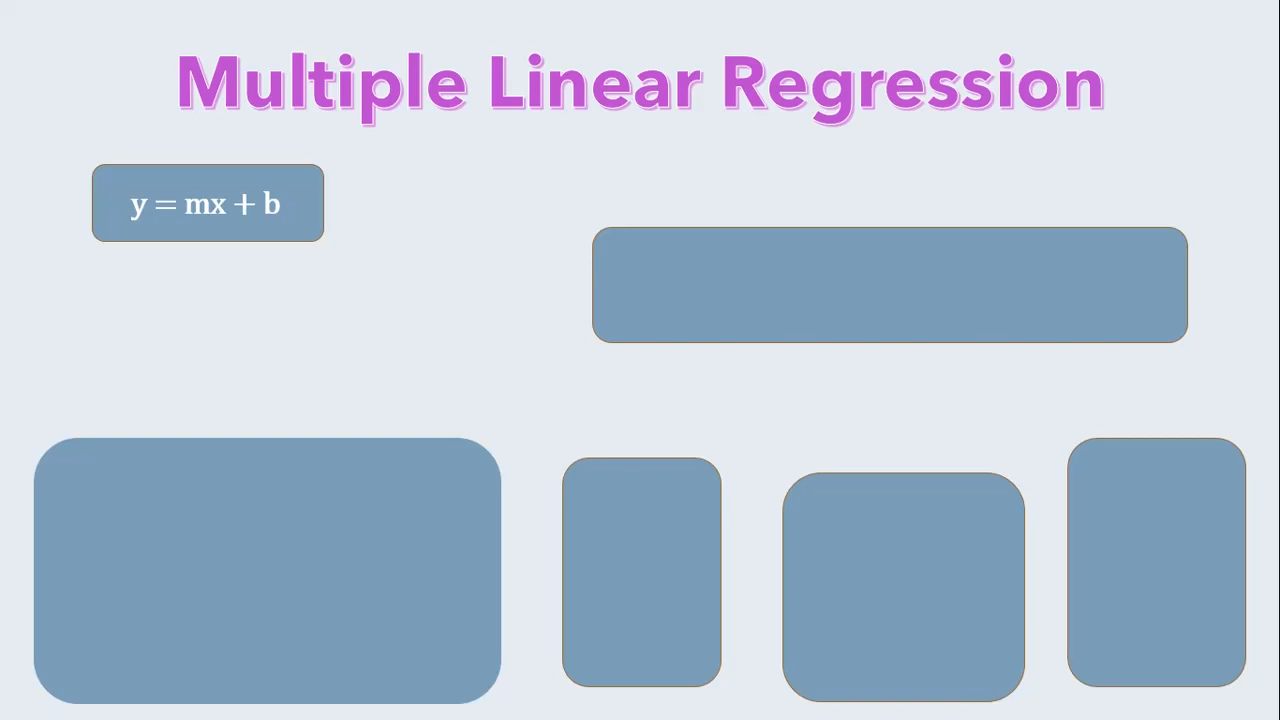 Multiple Linear Regression
y = mx + b